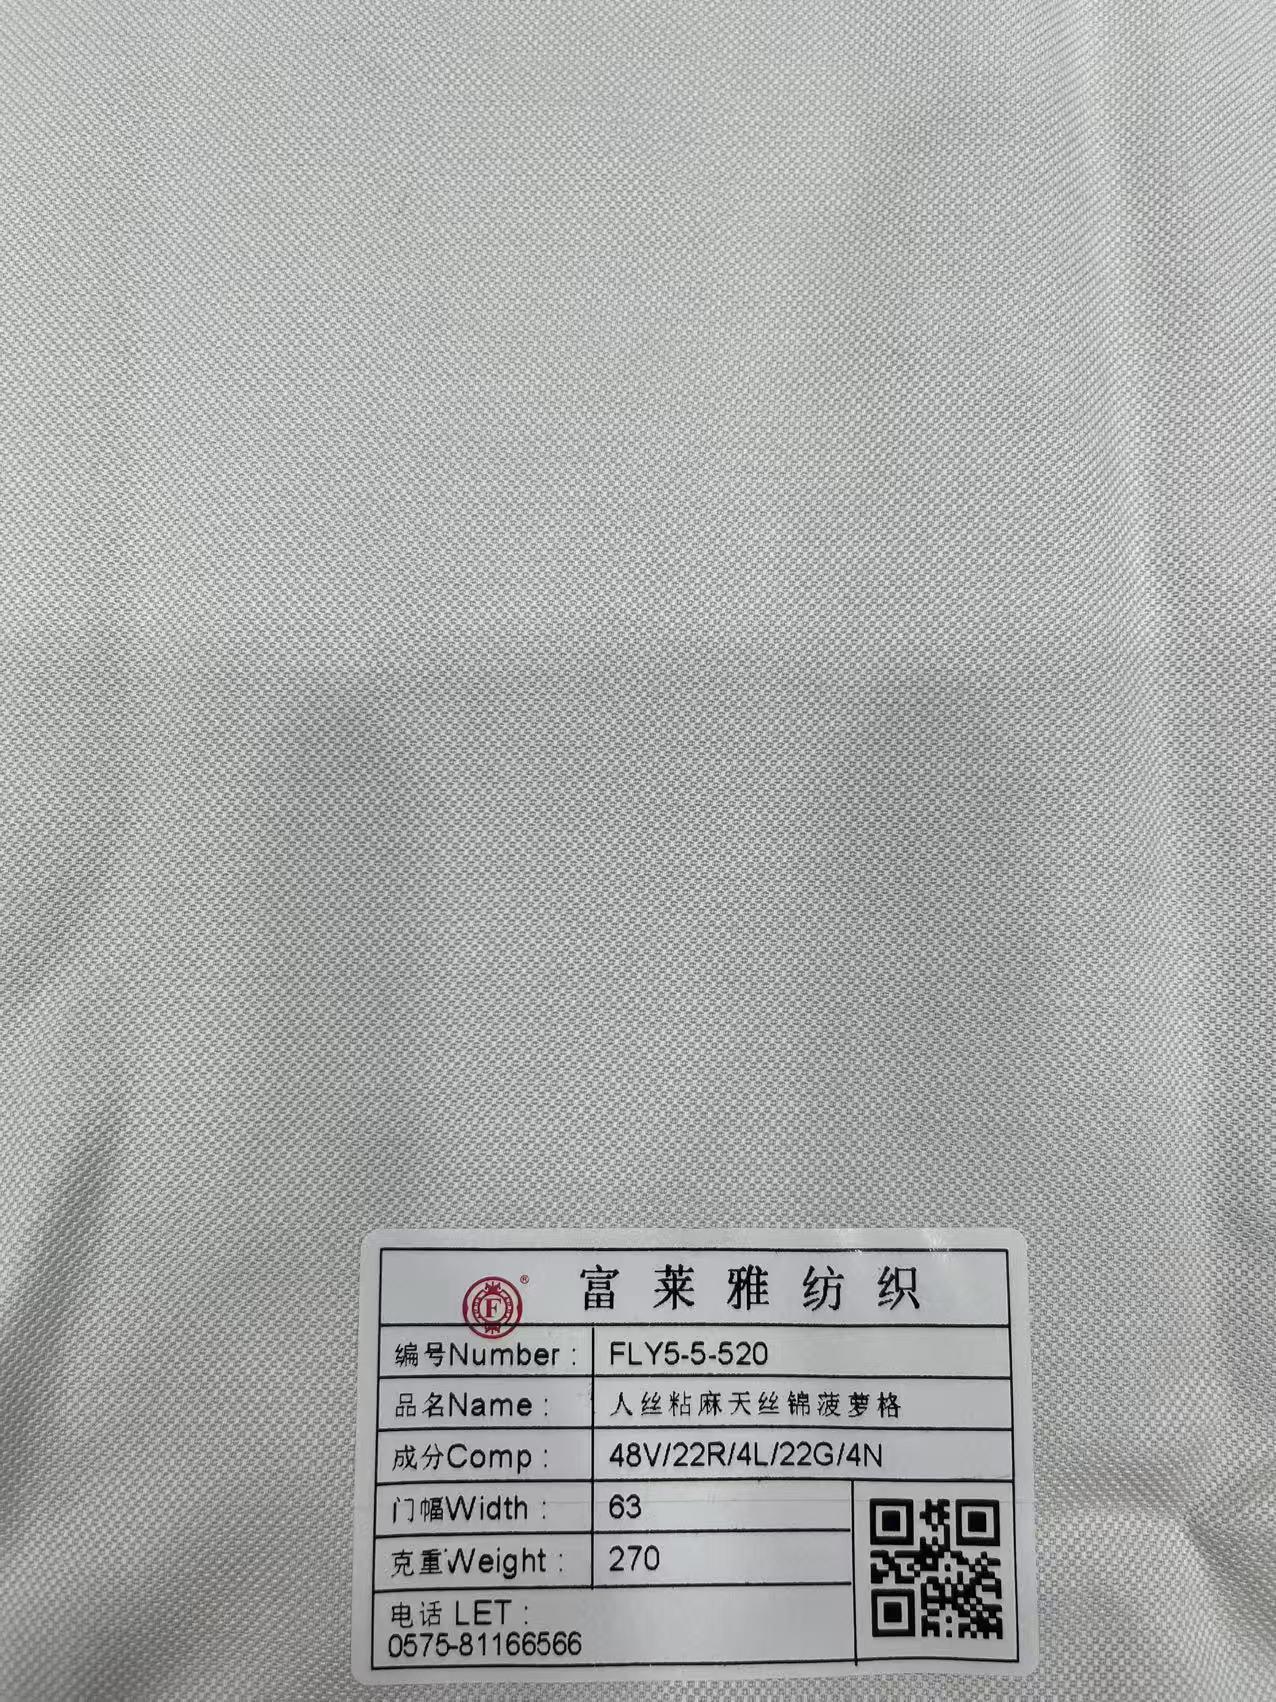 F ®
富莱雅纺织
编号Number： FLY5-5-520
品名Name： 人丝粘麻天丝锦菠萝格
成分Comp： 48V/22R/4L/22G/4N
门幅Width： 63
克重Weight： 270
电话 LET：
0575-81166566